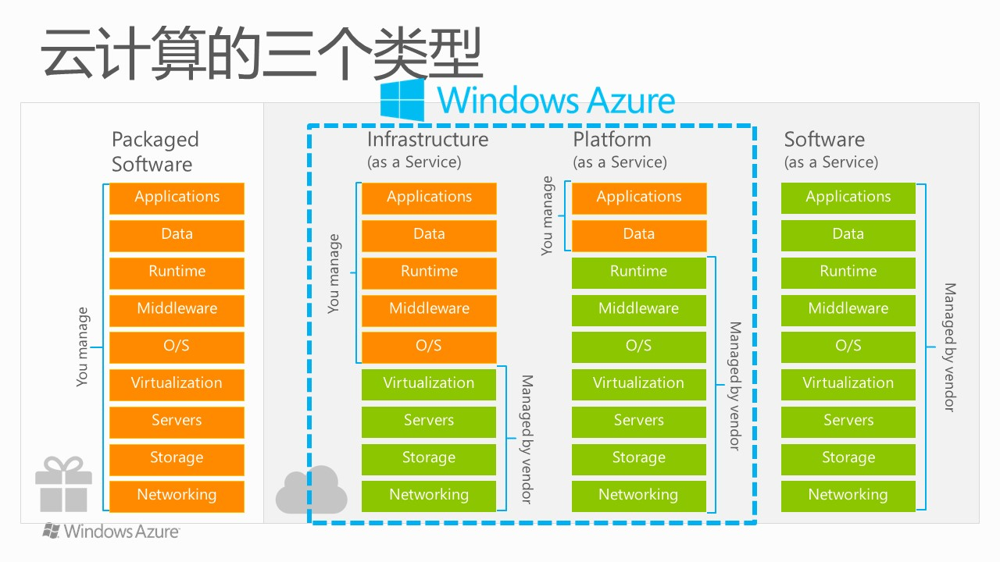 云计算的三个类型
Windows Azure
Packaged
Software
You manage
Applications
Data
Runtime
Middleware
O/S
Virtualization
Servers
Storage
Networking
Infrastructure
(as a Service)
You manage
Applications
Data
Runtime
Middleware
O/S
Virtualization
Servers
Storage
Networking
Managed by vendor
Platform
(as a Service)
You manage
Applications
Data
Runtime
Middleware
O/S
Virtualization
Servers
Storage
Networking
Managed by vendor
Software
(as a Service)
Applications
Data
Runtime
Middleware
O/S
Virtualization
Servers
Storage
Networking
Managed by vendor
Windows Azure